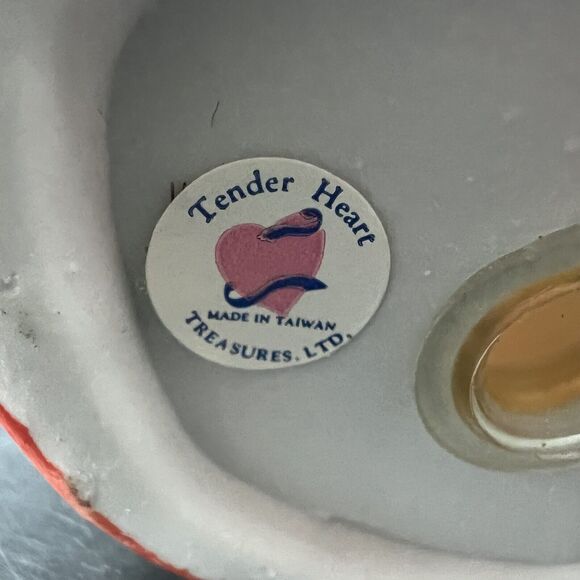 Tender Heart
MADE IN TAIWAN
TREASURES, LTD.